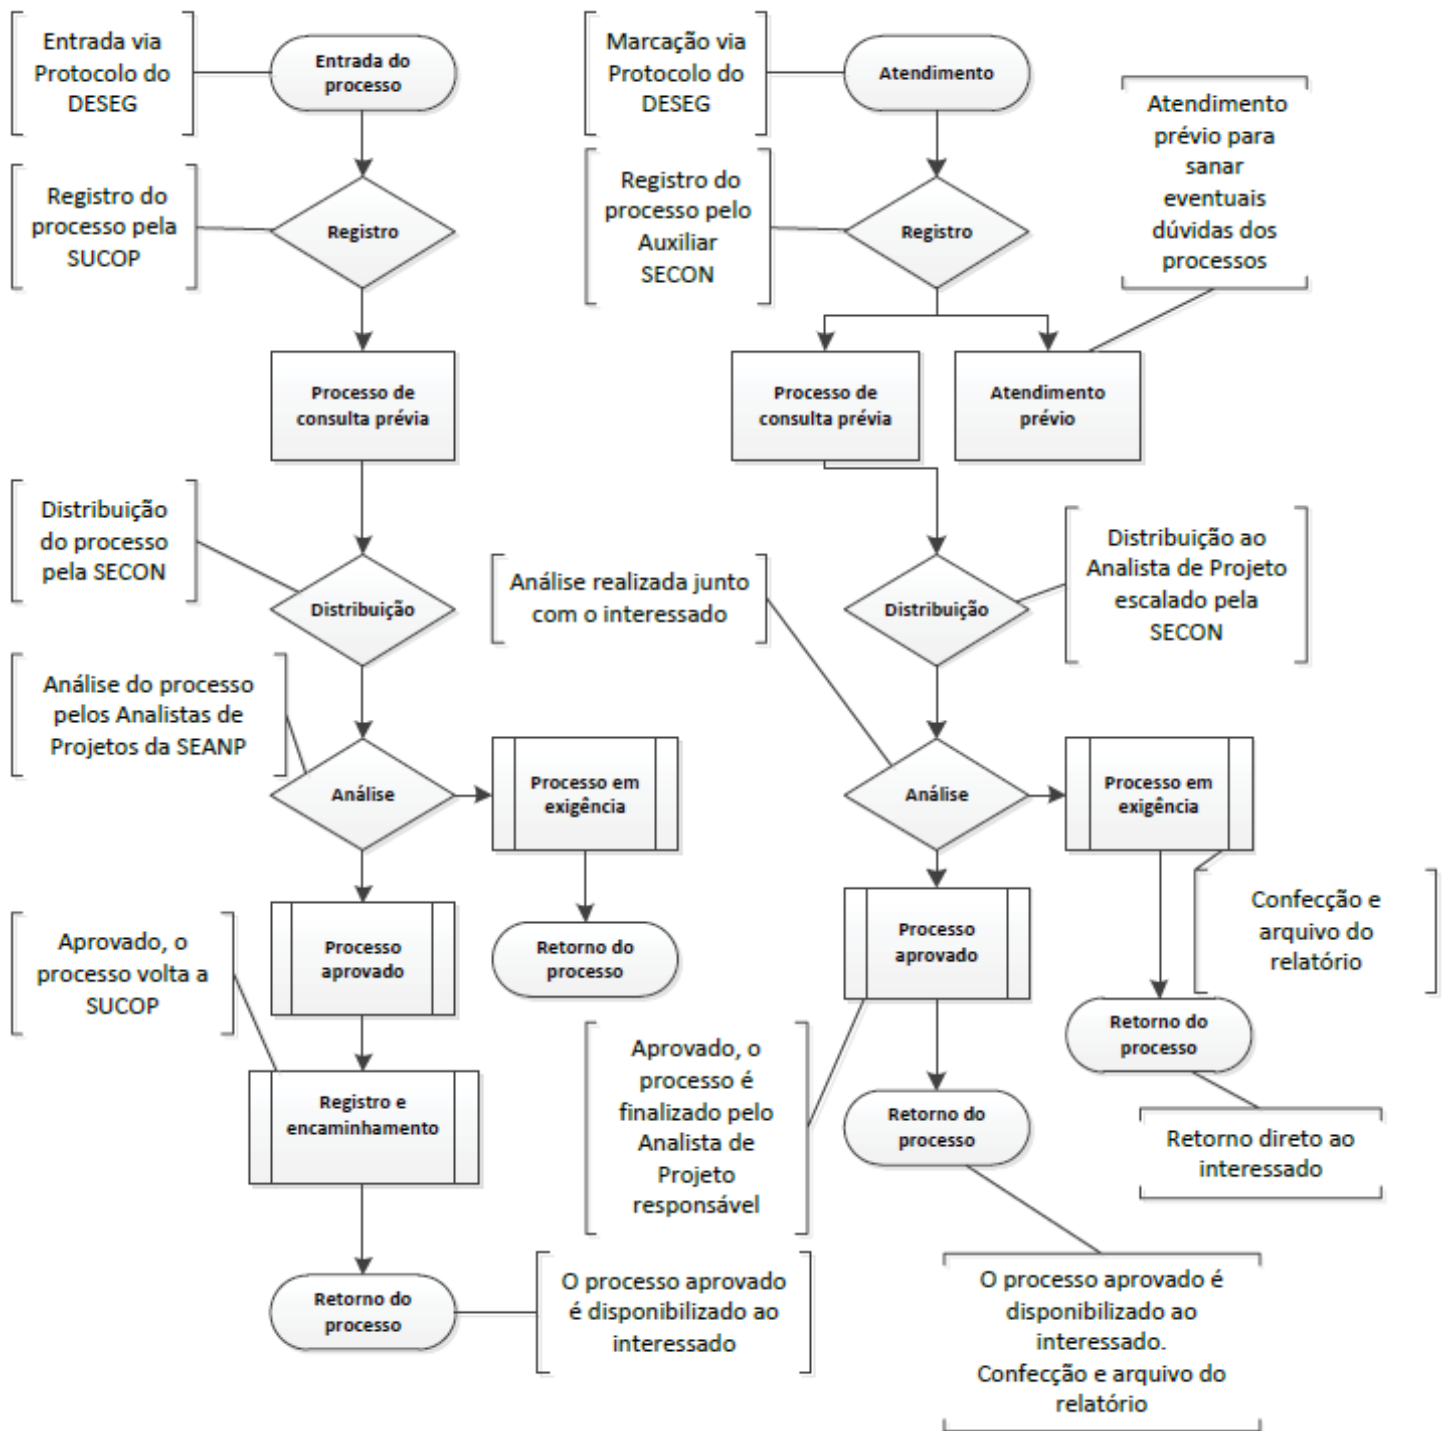 Entrada via
Protocolo do
DESEG
Entrada do
processo
Registro do
processo pela
SUCOP
Registro
Processo de
consulta prévia
Distribuição
do processo
pela SECON
Distribuição
Análise do processo
pelos Analistas de
Projetos da SEANP
Análise
Processo em
exigência
Retorno do
processo
Processo
aprovado
Aprovado, o
processo volta a
SUCOP
Registro e
encaminhamento
Retorno do
processo
O processo aprovado
é disponibilizado ao
interessado
Marcação via
Protocolo do
DESEG
Atendimento
Registro do
processo pelo
Auxiliar
SECON
Registro
Atendimento
prévio para
sanar
eventuais
dúvidas dos
processos
Processo de
consulta prévia
Atendimento
prévio
Distribuição
Distribuição ao
Analista de Projeto
escalado pela
SECON
Análise realizada junto
com o interessado
Análise
Processo em
exigência
Confecção e
arquivo do
relatório
Retorno do
processo
Retorno direto ao
interessado
Processo
aprovado
Aprovado, o
processo é
finalizado pelo
Analista de
Projeto
responsável
Retorno do
processo
O processo aprovado é
disponibilizado ao
interessado.
Confecção e arquivo do
relatório